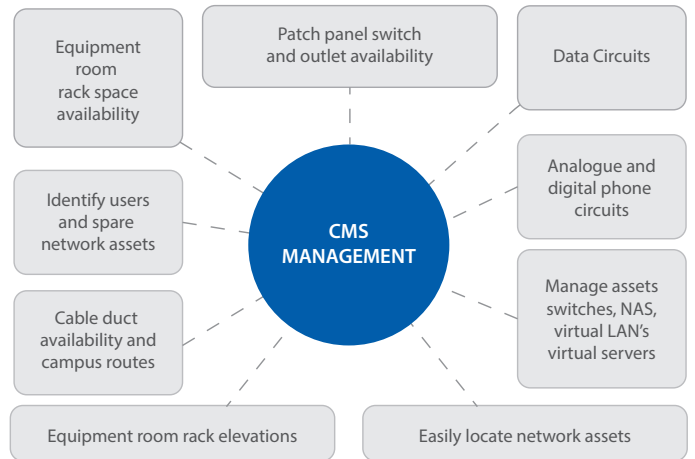 Equipment
room
rack space
availability
Patch panel switch
and outlet availability
Data Circuits
Identify users
and spare
network assets
CMS
MANAGEMENT
Analogue and
digital phone
circuits
Cable duct
availability and
campus routes
Manage assets
switches, NAS,
virtual LAN's
virtual servers
Equipment room rack elevations
Easily locate network assets